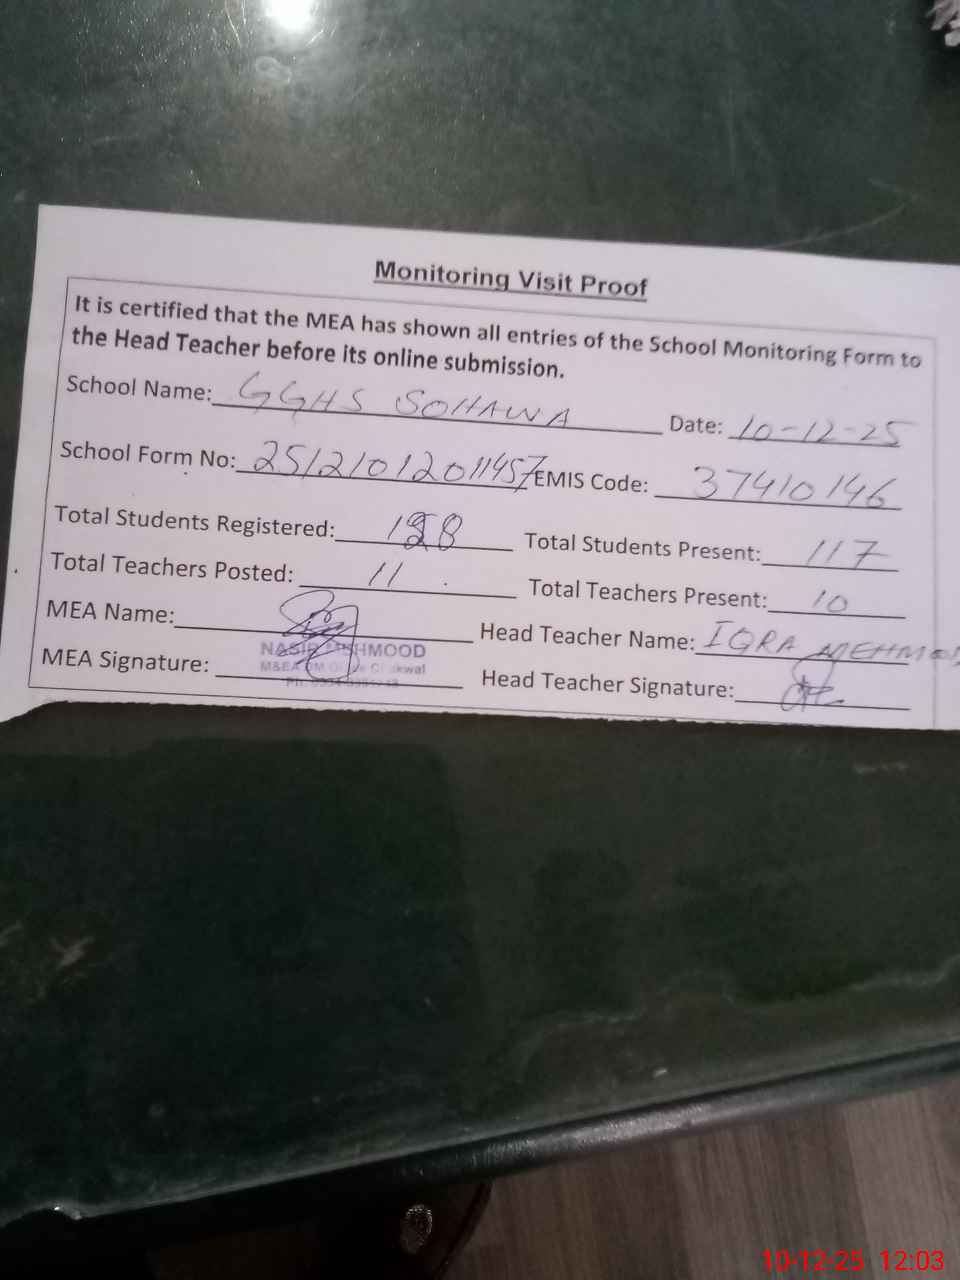 Monitoring Visit Proof
It is certified that the MEA has shown all entries of the School Monitoring Form to
the Head Teacher before its online submission.
School Name: GGHS SOHAWA Date: 10-12-25
School Form No: 25121012011457 EMIS Code: 37410146
Total Students Registered: Total Students Present: 117
Total Teachers Posted: 11 Total Teachers Present: 10
MEA Name: Head Teacher Name: IQRA
NASIR
MEA Signature: M&EA Head Teacher Signature:
10-12-25 12:03